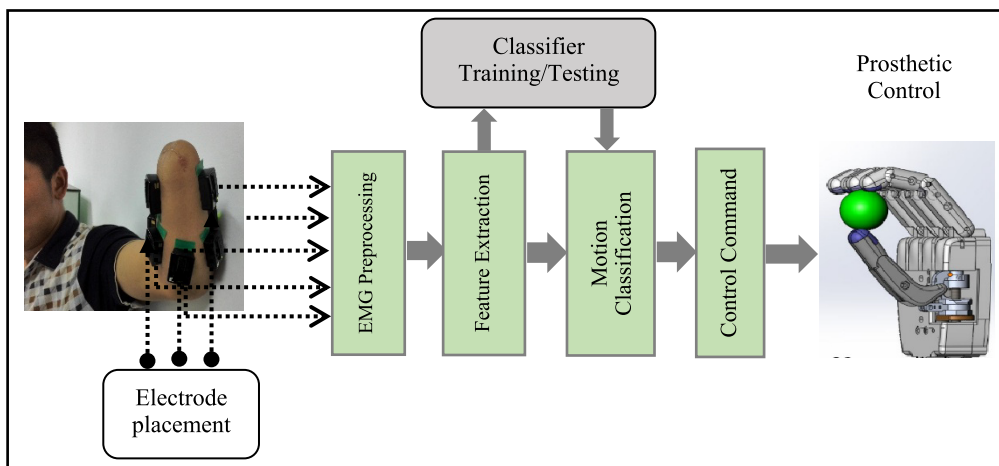 Classifier
Training/Testing
Prosthetic
Control
EMG Preprocessing
Feature Extraction
Motion
Classification
Control Command
Electrode
placement